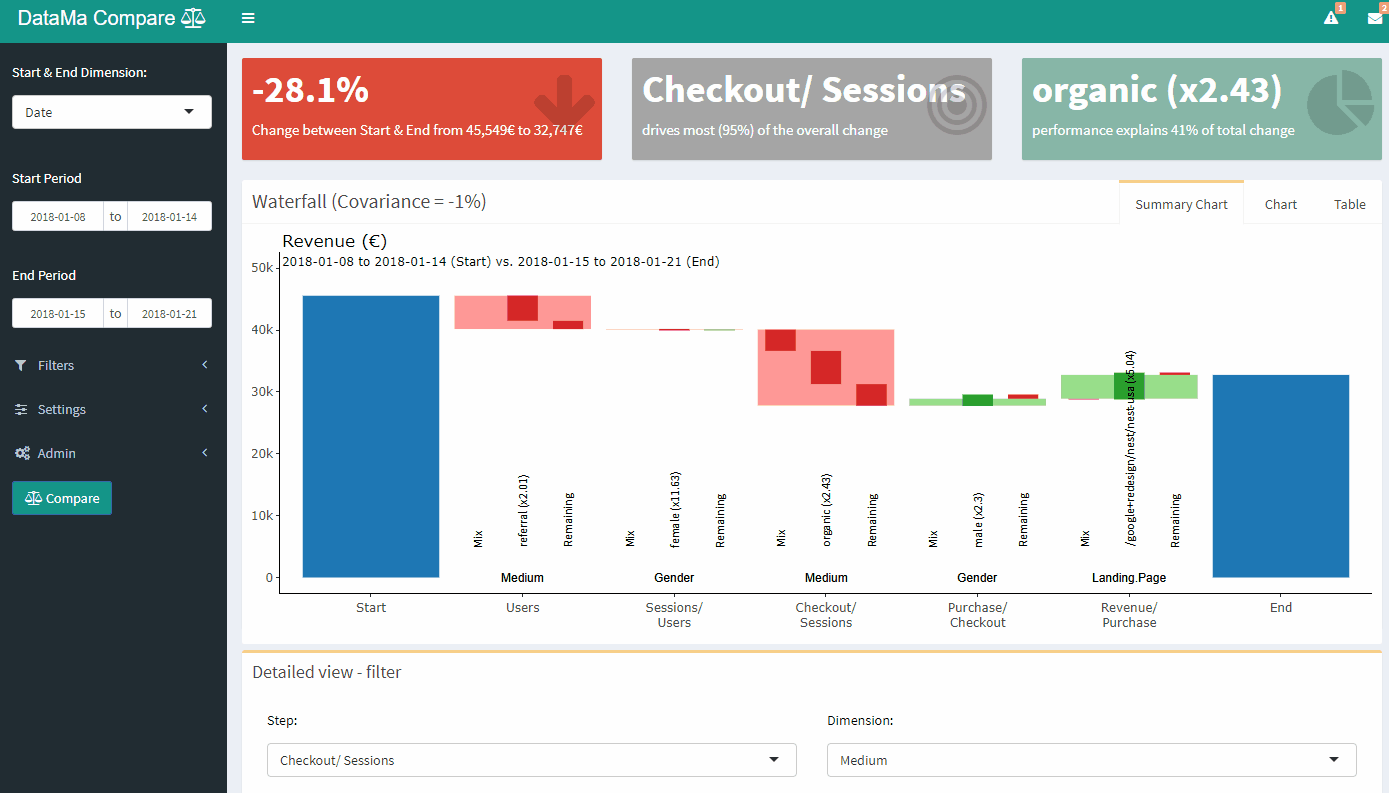 DataMa Compare
1
2
Start & End Dimension:
Date
Start Period
2018-01-08 to 2018-01-14
End Period
2018-01-15 to 2018-01-21
Filters
Settings
Admin
Compare
-28.1%
Change between Start & End from 45,549€ to 32,747€
Checkout/ Sessions
drives most (95%) of the overall change
organic (x2.43)
performance explains 41% of total change
Waterfall (Covariance = -1%)
Summary Chart
Chart
Table
Revenue (€)
2018-01-08 to 2018-01-14 (Start) vs. 2018-01-15 to 2018-01-21 (End)
50k
40k
30k
20k
10k
0
Mix
referral (x2.01)
Remaining
Mix
female (x11.63)
Remaining
Mix
organic (x2.43)
Remaining
Mix
male (x2.3)
Remaining
Mix
/google+redesign/nest/nest-usa (x5.04)
Remaining
Medium
Gender
Medium
Gender
Landing.Page
Start
Users
Sessions/
Users
Checkout/
Sessions
Purchase/
Checkout
Revenue/
Purchase
End
Detailed view - filter
Step:
Checkout/ Sessions
Dimension:
Medium